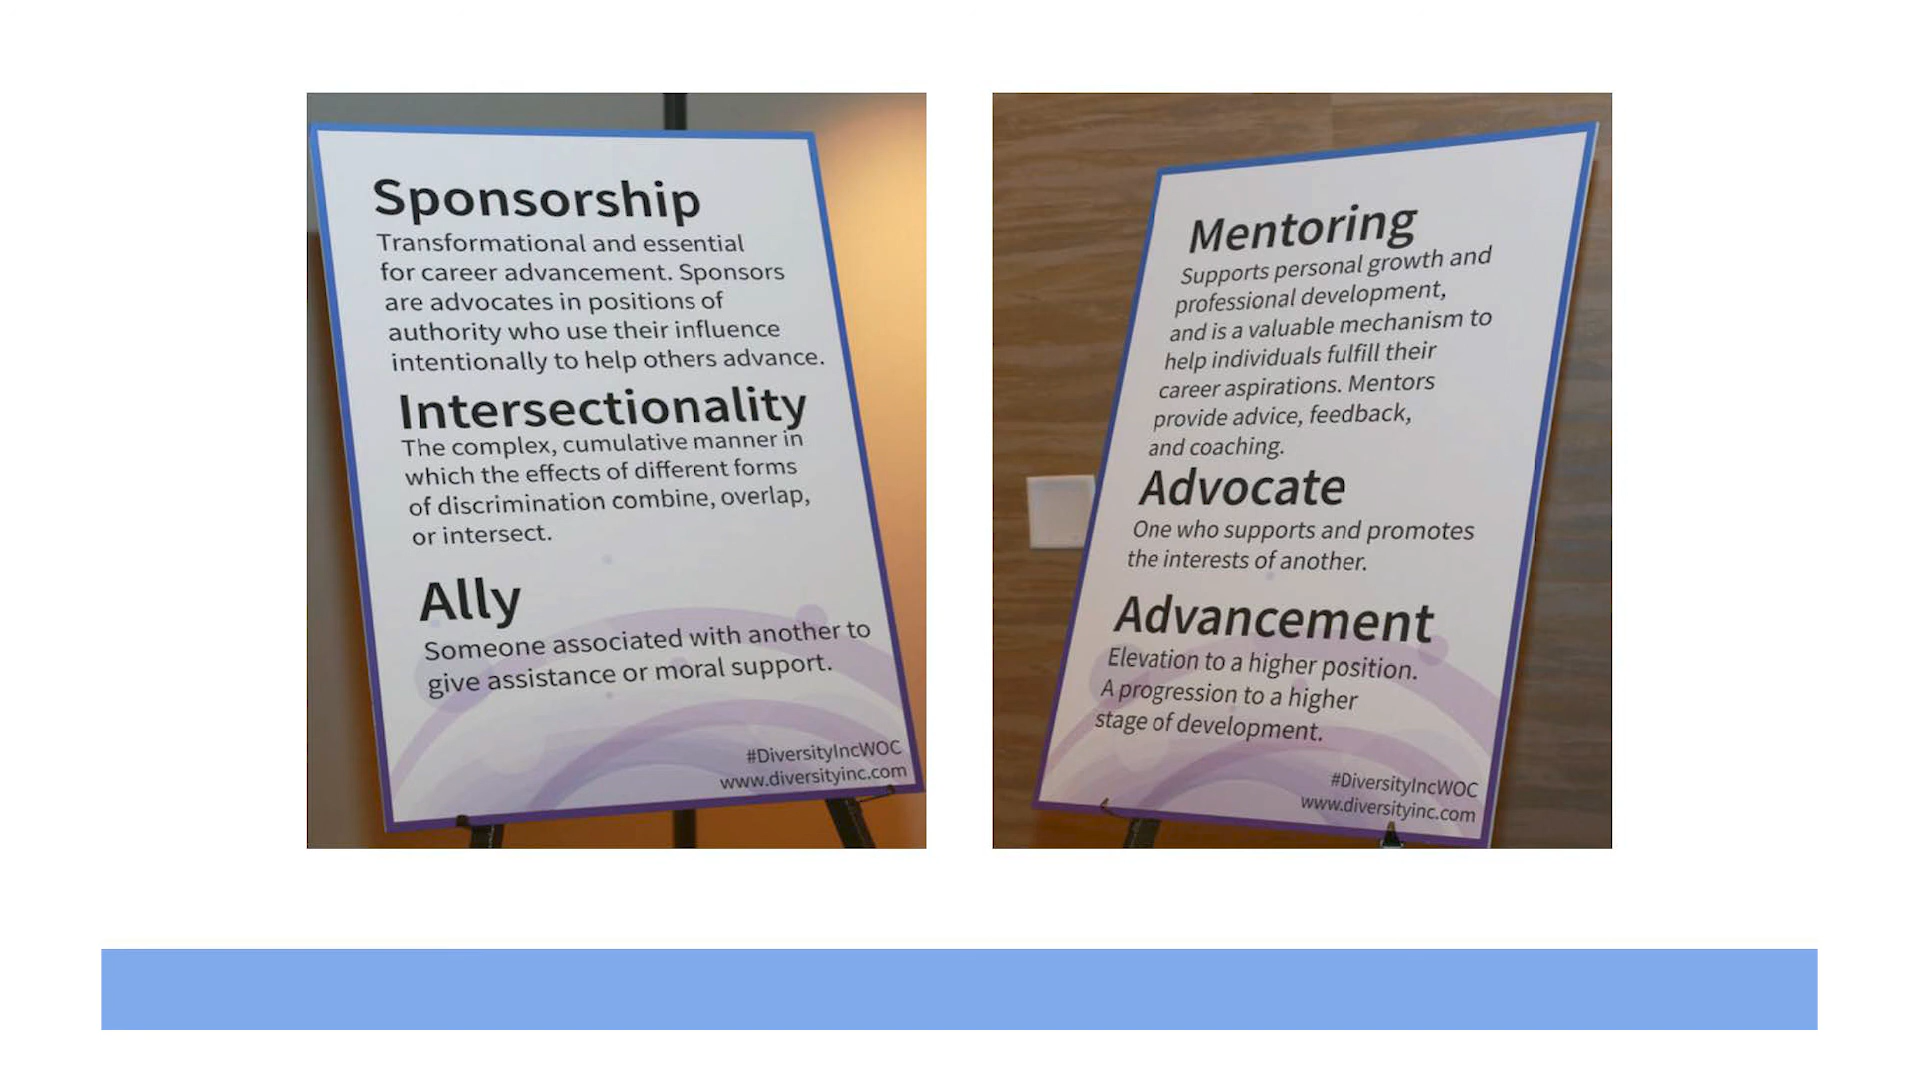 Sponsorship
Transformational and essential
for career advancement. Sponsors
are advocates in positions of
authority who use their influence
intentionally to help others advance.
Intersectionality
The complex, cumulative manner in
which the effects of different forms
of discrimination combine, overlap,
or intersect.
Ally
Someone associated with another to
give assistance or moral support.
#DiversityIncWOC
www.diversityinc.com
Mentoring
Supports personal growth and
professional development,
and is a valuable mechanism to
help individuals fulfill their
career aspirations. Mentors
provide advice, feedback,
and coaching.
Advocate
One who supports and promotes
the interests of another.
Advancement
Elevation to a higher position.
A progression to a higher
stage of development.
#DiversityIncWOC
www.diversityinc.com